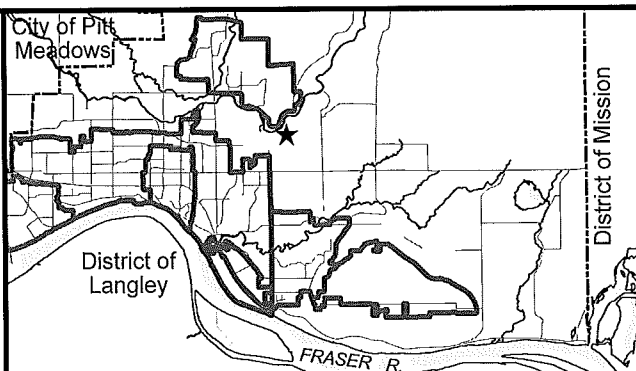 City of Pitt
Meadows
District of Mission
District of
Langley
FRASER R.